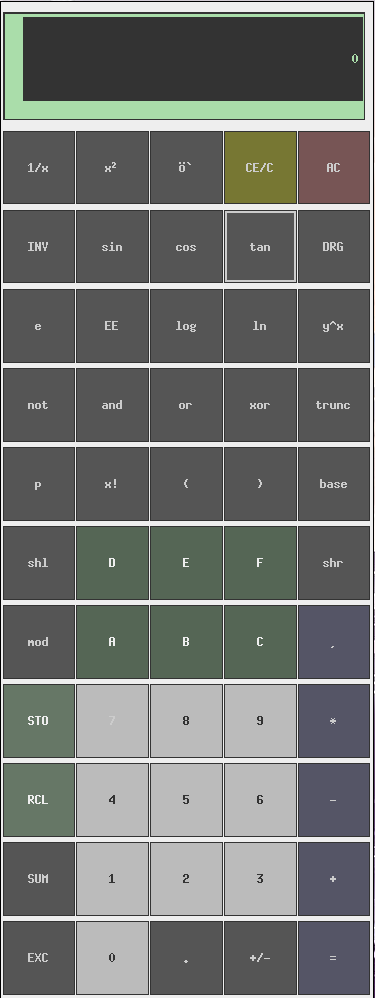 0
1/x x² ö` CE/C AC
INV sin cos tan DRG
e EE log ln y^x
not and or xor trunc
p x! ( ) base
shl D E F shr
mod A B C ,
STO 7 8 9 *
RCL 4 5 6 -
SUM 1 2 3 +
EXC 0 . +/- =